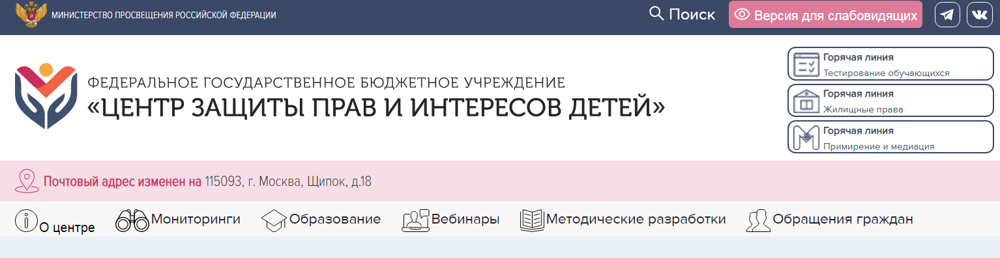 МИНИСТЕРСТВО ПРОСВЕЩЕНИЯ РОССИЙСКОЙ ФЕДЕРАЦИИ
Поиск
Версия для слабовидящих
ФЕДЕРАЛЬНОЕ ГОСУДАРСТВЕННОЕ БЮДЖЕТНОЕ УЧРЕЖДЕНИЕ
«ЦЕНТР ЗАЩИТЫ ПРАВ И ИНТЕРЕСОВ ДЕТЕЙ»
Горячая линия
Тестирование обучающихся
Горячая линия
Жилищные права
Горячая линия
Примирение и медиация
Почтовый адрес изменен на 115093, г. Москва, Щипок, д.18
О центре
Мониторинги
Образование
Вебинары
Методические разработки
Обращения граждан